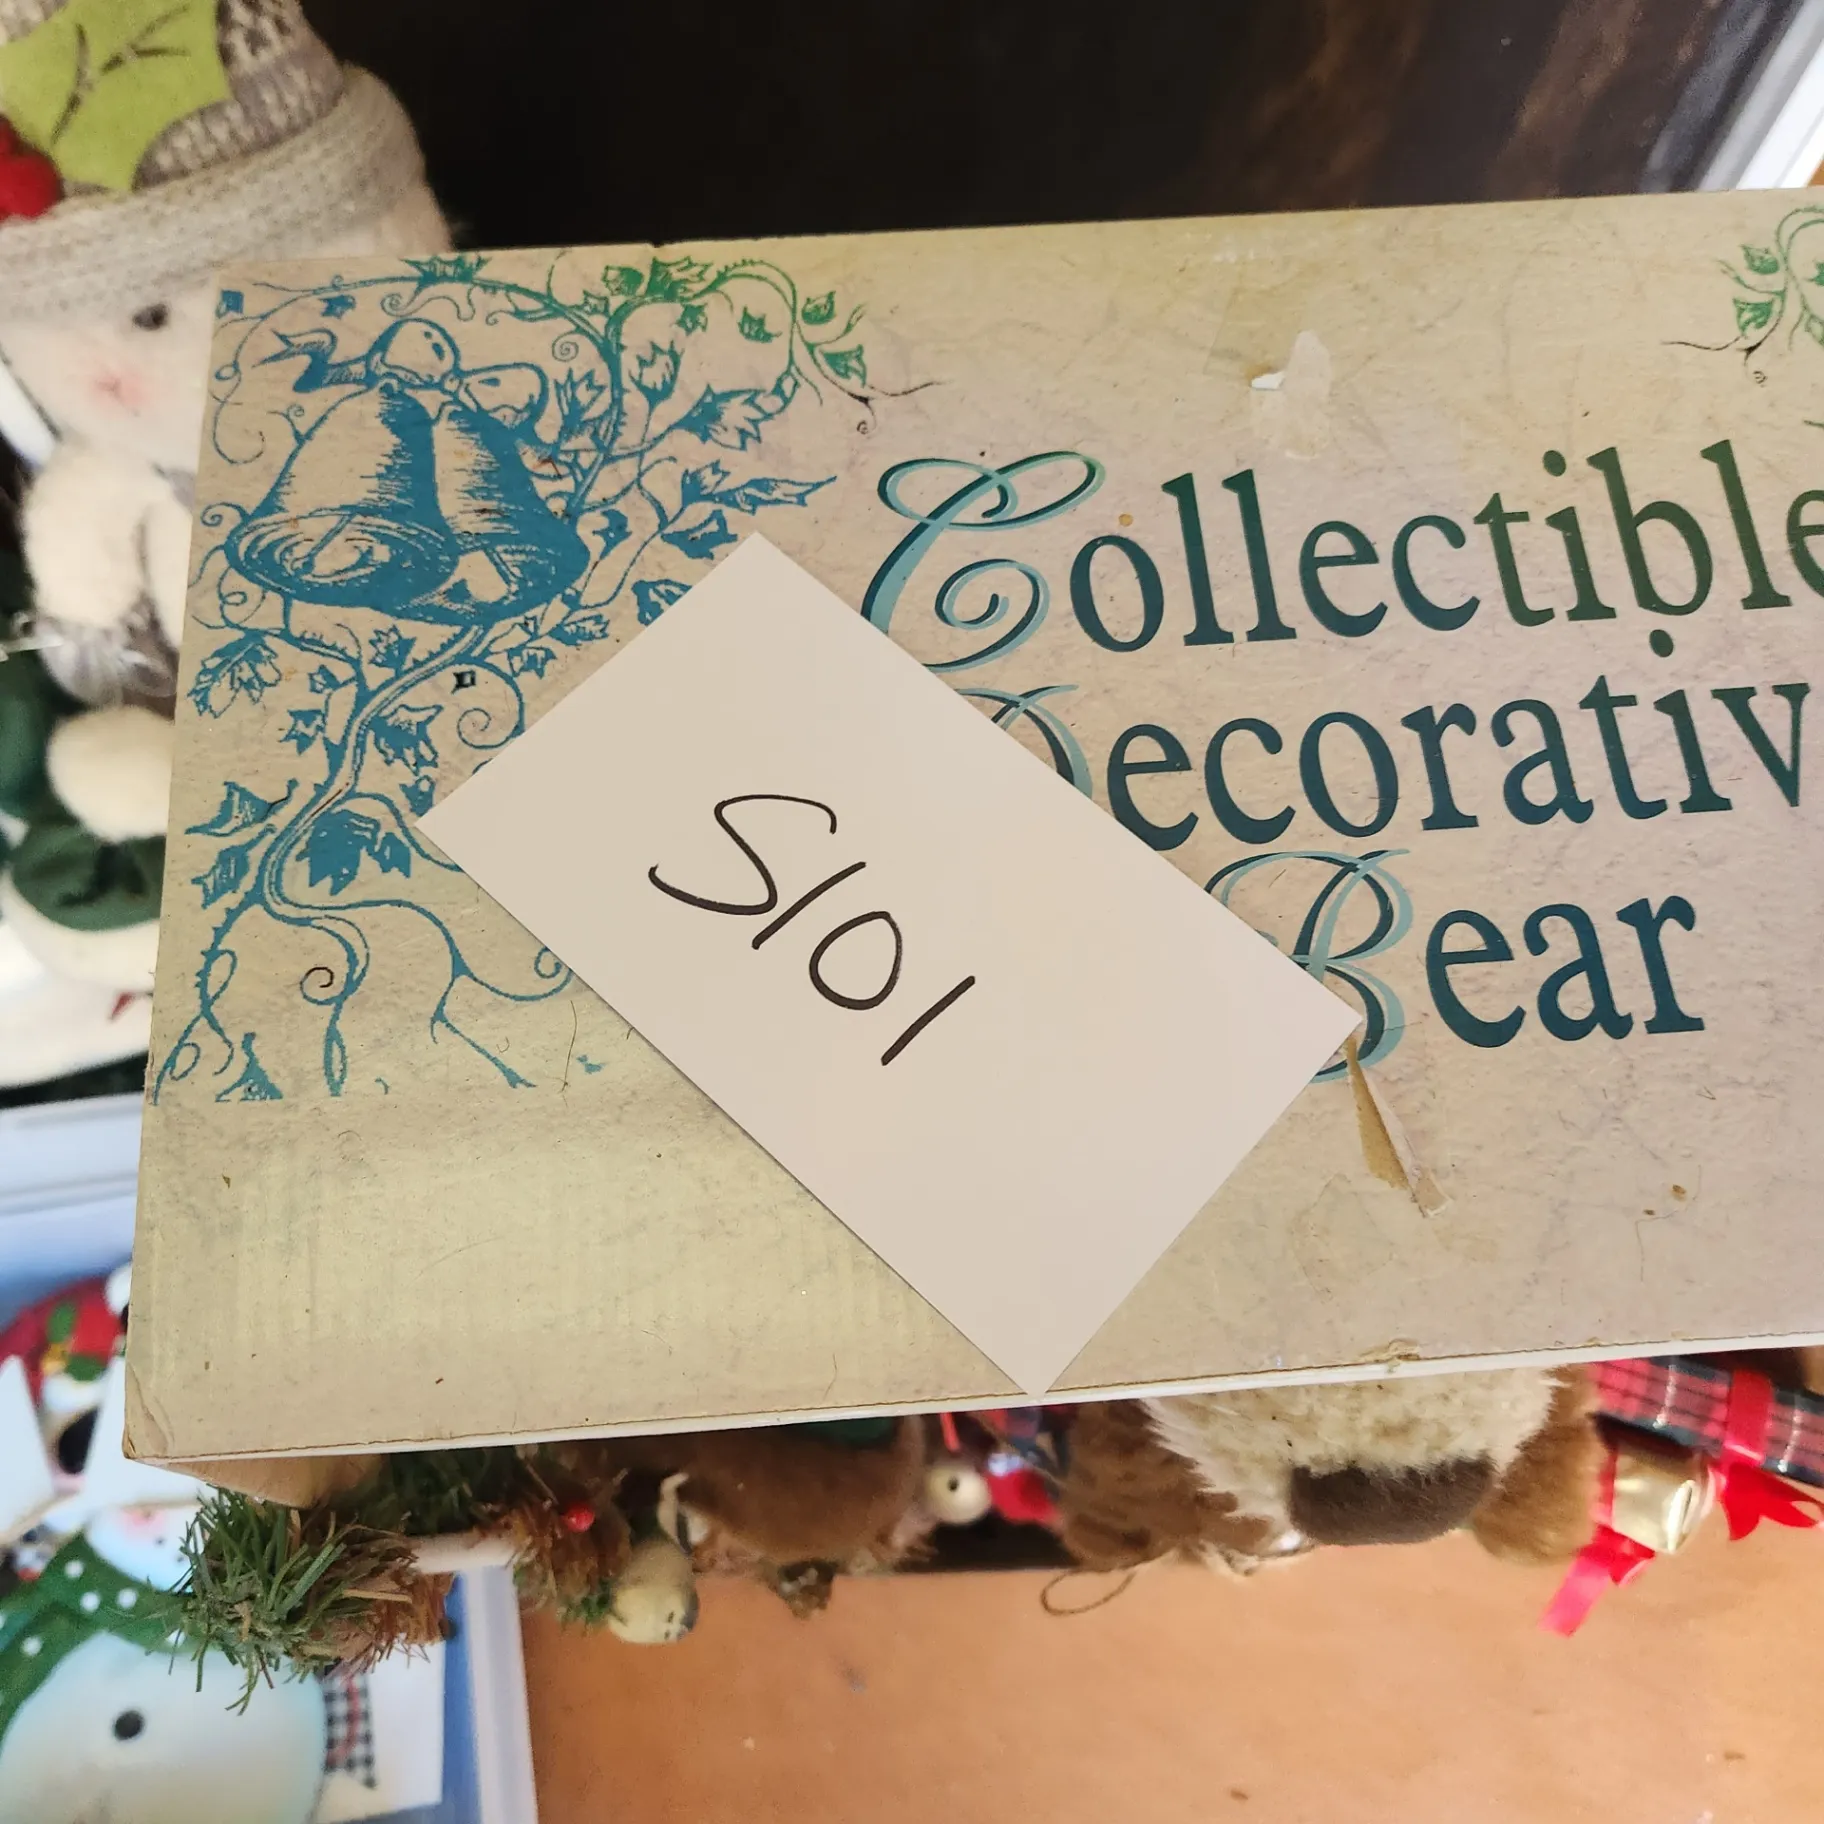 Collectible
Decorativ
Bear
S101